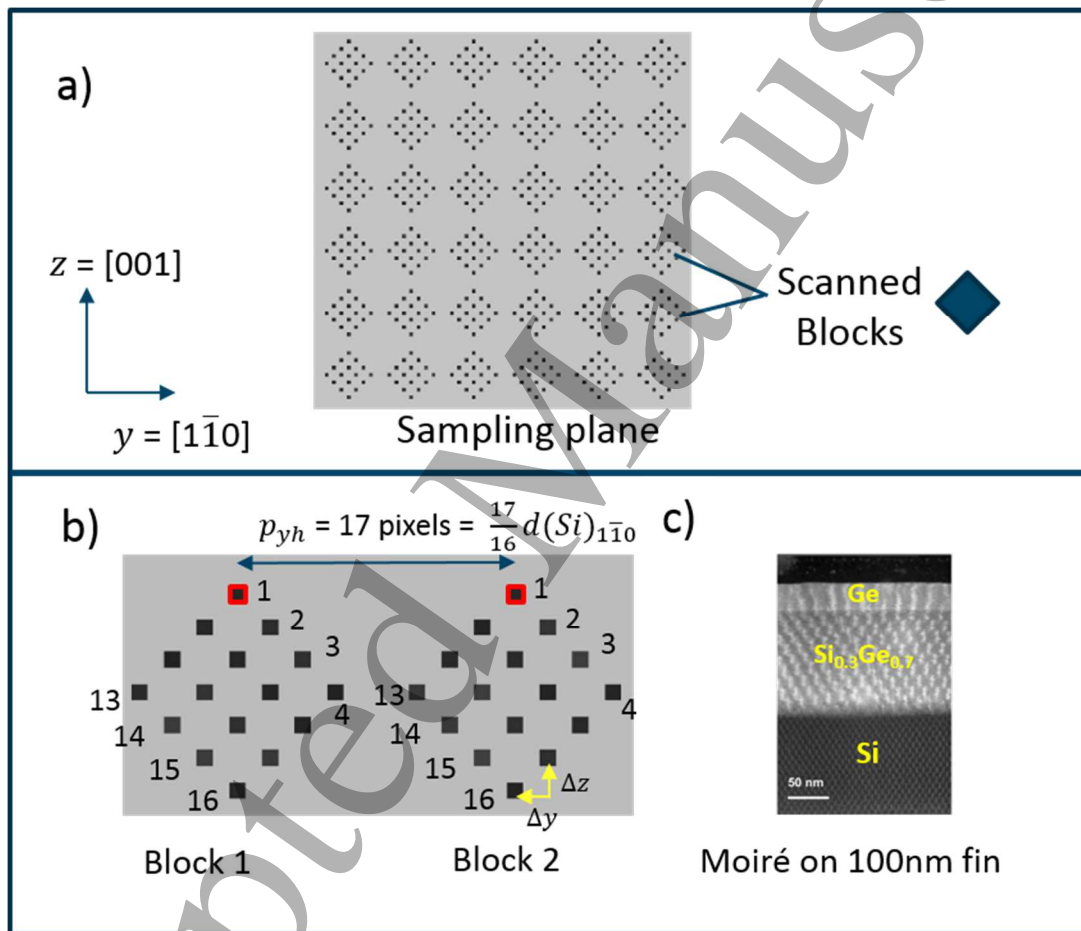 a)
z = [001]
y = [11̅0]
Scanned
Blocks
Sampling plane
b)
p_yh = 17 pixels = 17/16 d(Si)_11̅0
c)
1
1
2
2
3
3
13
4
13
4
14
14
15
15
16
16
Δz
Δy
Block 1
Block 2
Ge
Si0.3Ge0.7
Si
50 nm
Moiré on 100nm fin
pted Manus